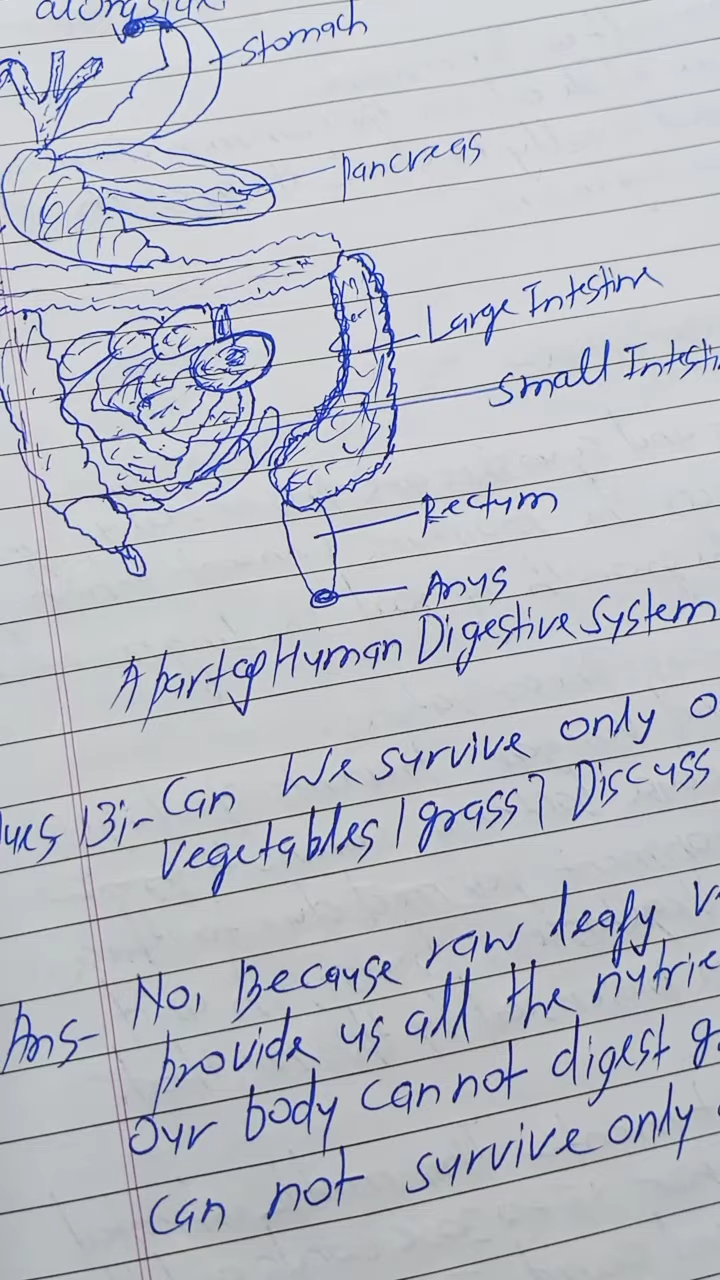 alongside
Stomach
Pancreas
Large Intestine
Small Intesti
Rectum
Anus
A part of Human Digestive System
Ques 13:- Can We survive only o
vegetables / grass? Discuss
Ans- No, Because raw leafy v
provide us all the nutrie
Our body cannot digest g
can not survive only